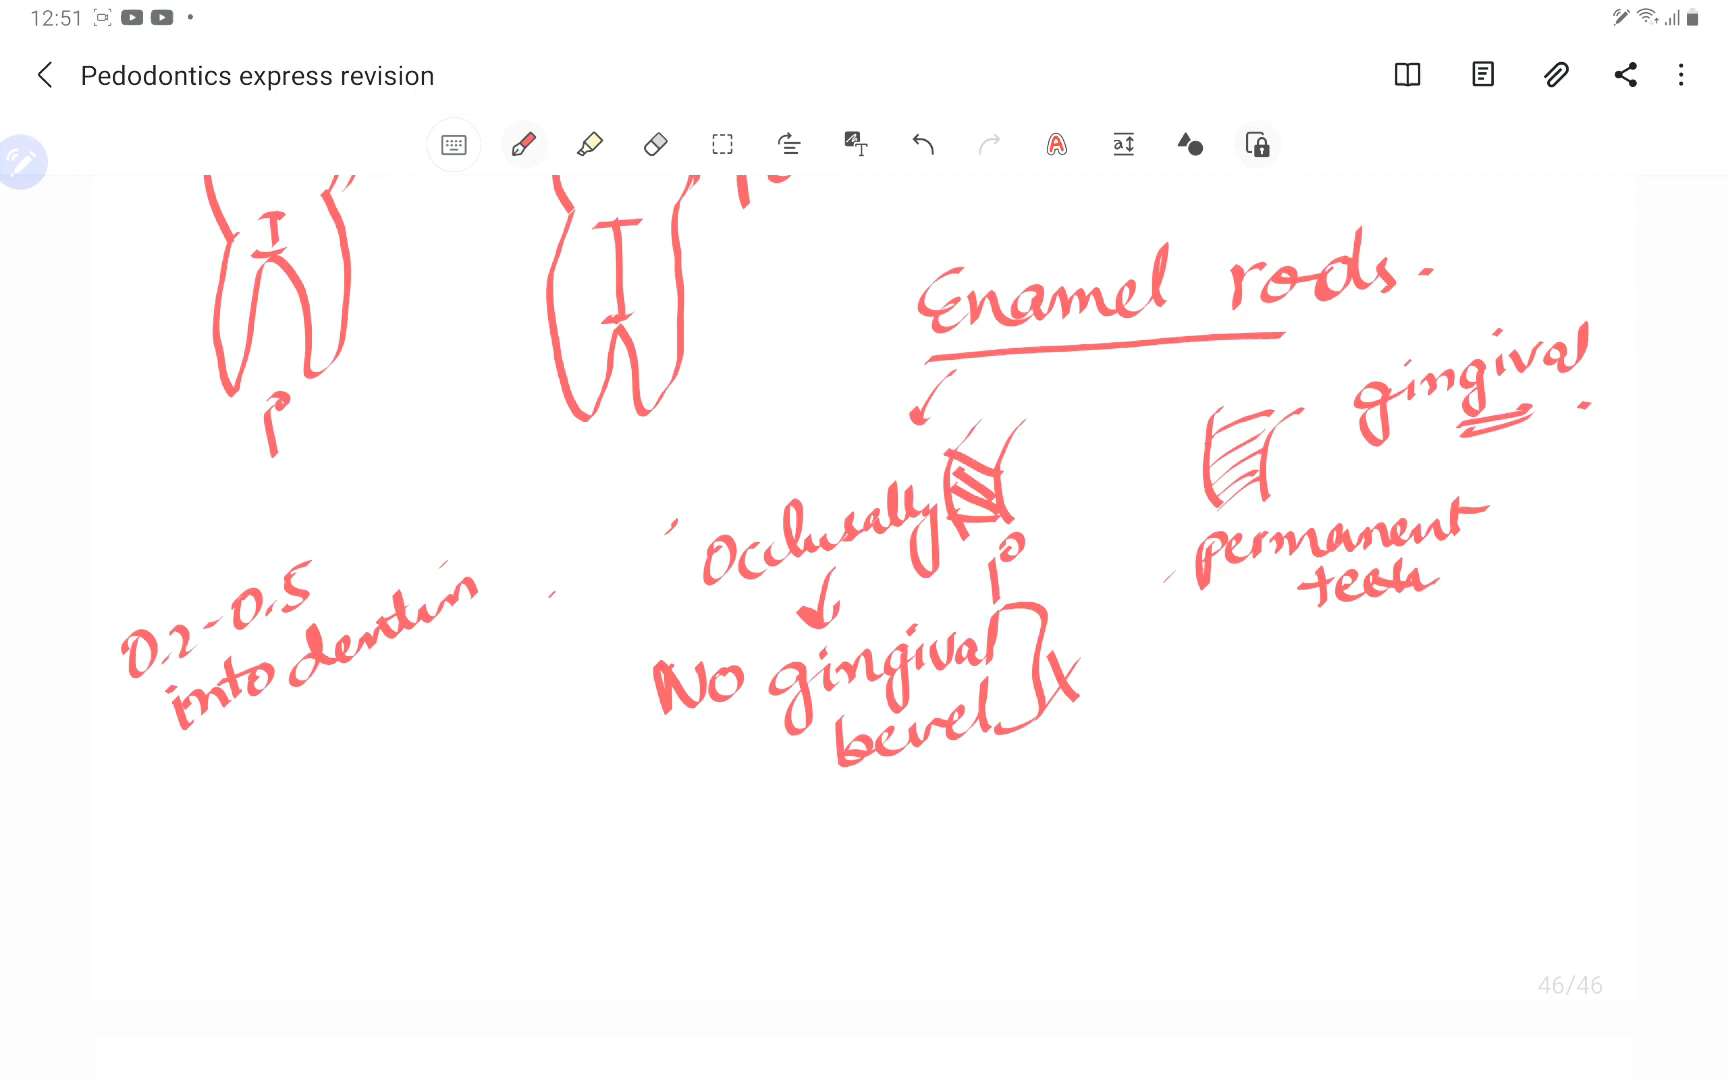 12:51
Pedodontics express revision
Enamel rods.
gingival
Occlusally
permanent
teeth
0.2-0.5
into dentin
No gingival
bevel
X
P
I
I
46/46